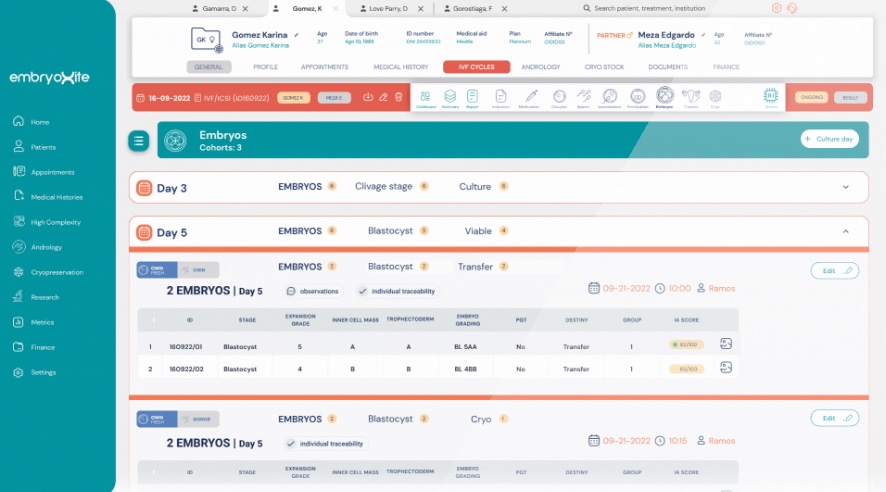 Gamarra, D
Gomez, K
Love Parry, D
Gorostiaga, F
Search patient, treatment, institution
embryoxite
Home
Patients
Appointments
Medical Histories
High Complexity
Andrology
Cryopreservation
Research
Metrics
Finance
Settings
GK
Gomez Karina
Alias Gomez Karina
Age
37
Date of birth
Ago 10, 1985
ID number
Medical aid
Medife
Plan
Platinium
Affiliate N°
PARTNER
Meza Edgardo
Alias Meza Edgardo
Age
Affiliate N°
GENERAL PROFILE APPOINTMENTS MEDICAL HISTORY IVF CYCLES ANDROLOGY CRYO STOCK DOCUMENTS FINANCE
16-09-2022 IVF/ICSI (ID160922) GOMEZ K MEZA E
Dashboard Summary Report Indication Medication Oocytes Sperm Insemination Fertilization Embryos Transfer Cryo
ONGOING RESULT
Embryos
Cohorts: 3
+ Culture day
Day 3 EMBRYOS 6 Clivage stage 6 Culture 6
Day 5 EMBRYOS 6 Blastocyst 5 Viable 4
OWN FRESH OWN EMBRYOS 2 Blastocyst 2 Transfer 2 Edit
2 EMBRYOS | Day 5 observations individual traceability 09-21-2022 10:00 Ramos
ID STAGE EXPANSION GRADE INNER CELL MASS TROPHECTODERM EMBRYO GRADING PGT DESTINY GROUP IA SCORE
1 160922/01 Blastocyst 5 A A BL 5AA No Transfer 1 92/100
2 160922/02 Blastocyst 4 B B BL 4BB No Transfer 1 85/100
OWN FRESH DONOR EMBRYOS 2 Blastocyst 2 Cryo 1 Edit
2 EMBRYOS | Day 5 individual traceability 09-21-2022 10:15 Ramos
ID STAGE EXPANSION GRADE INNER CELL MASS TROPHECTODERM EMBRYO GRADING PGT DESTINY GROUP IA SCORE